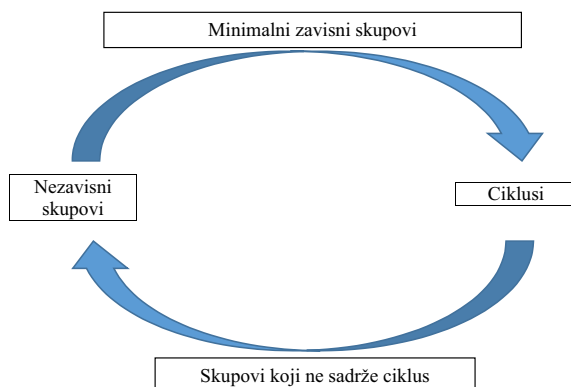 Minimalni zavisni skupovi
Nezavisni
skupovi
Ciklusi
Skupovi koji ne sadrže ciklus